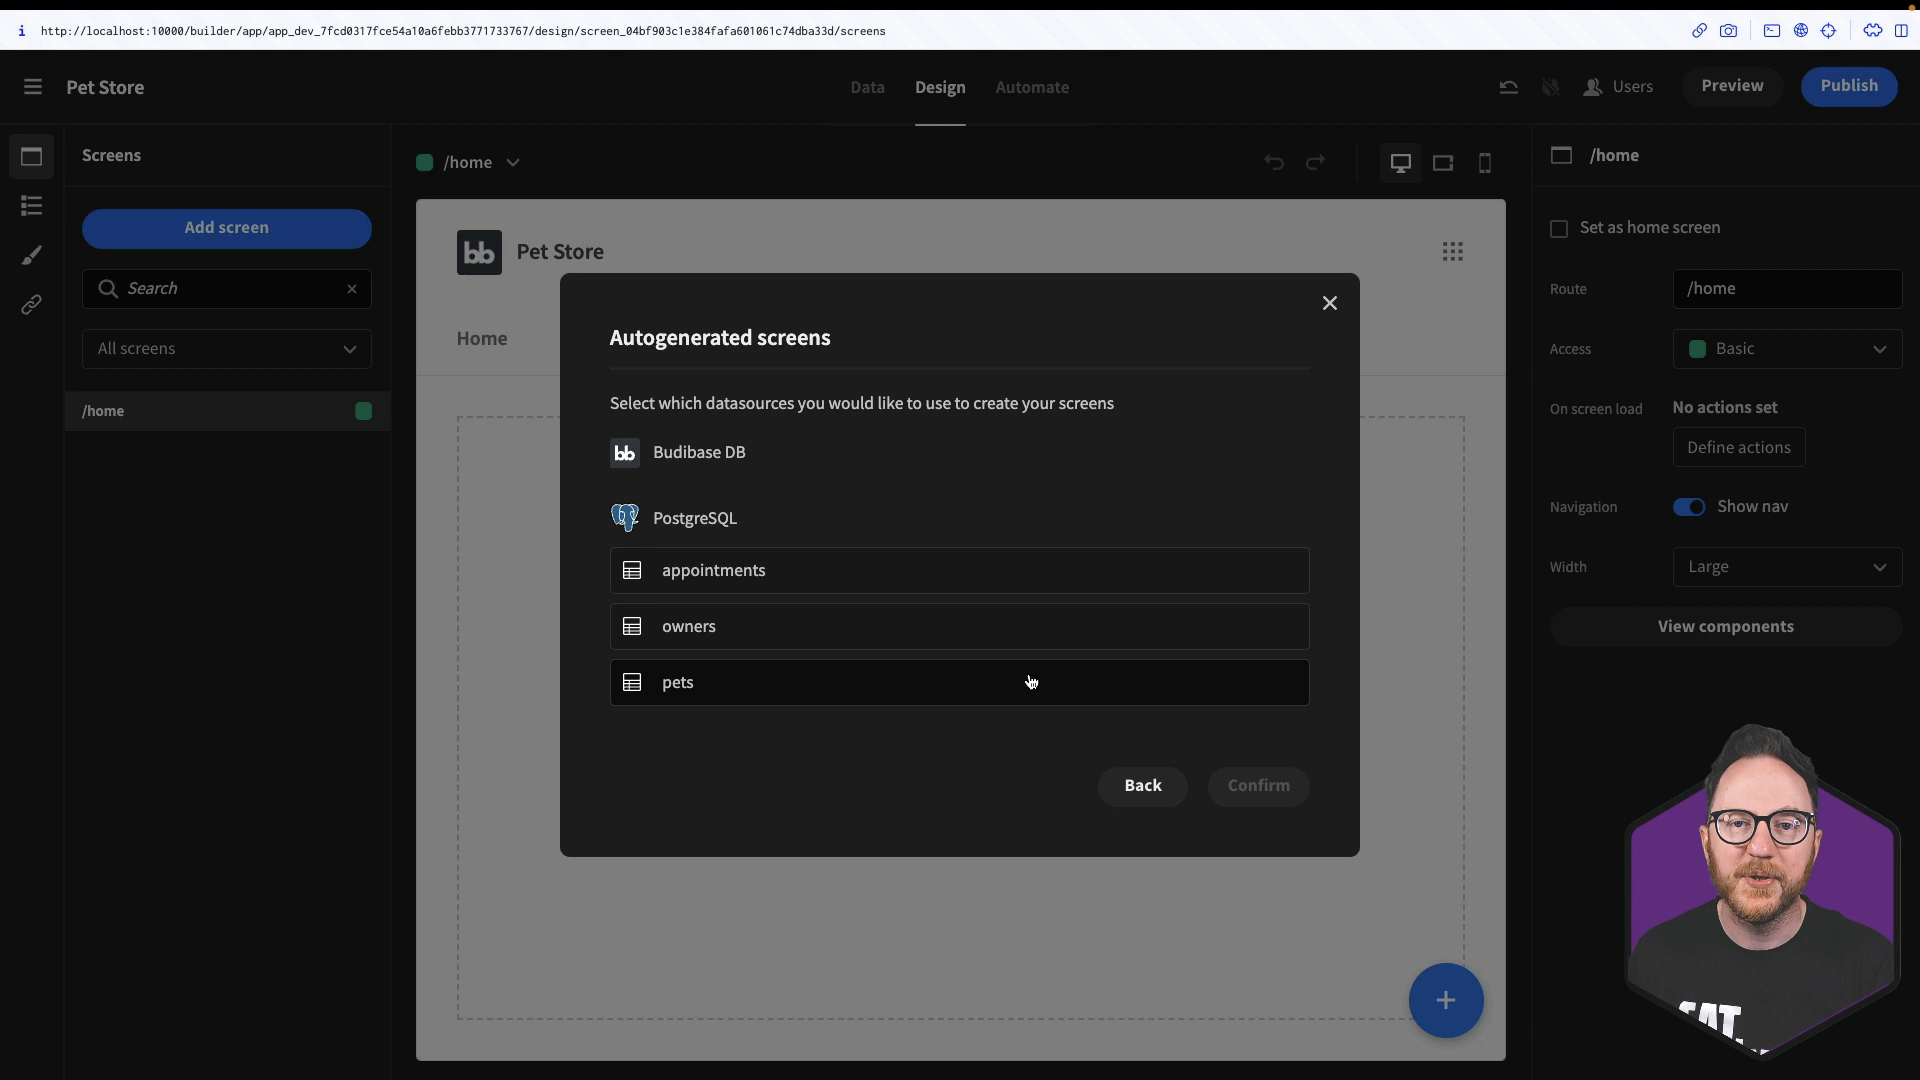 http://localhost:10000/builder/app/app_dev_7fcd0317fce54a10a6febb3771733767/design/screen_04bf903c1e384fafa601061c74dba33d/screens
Pet Store
Data
Design
Automate
Users
Preview
Publish
Screens
/home
/home
Add screen
bb
Pet Store
Set as home screen
Search
Route
/home
Autogenerated screens
Home
All screens
Access
Basic
Select which datasources you would like to use to create your screens
/home
On screen load
No actions set
bb
Budibase DB
Define actions
PostgreSQL
Navigation
Show nav
appointments
Width
Large
owners
View components
pets
Back
Confirm
EAT.